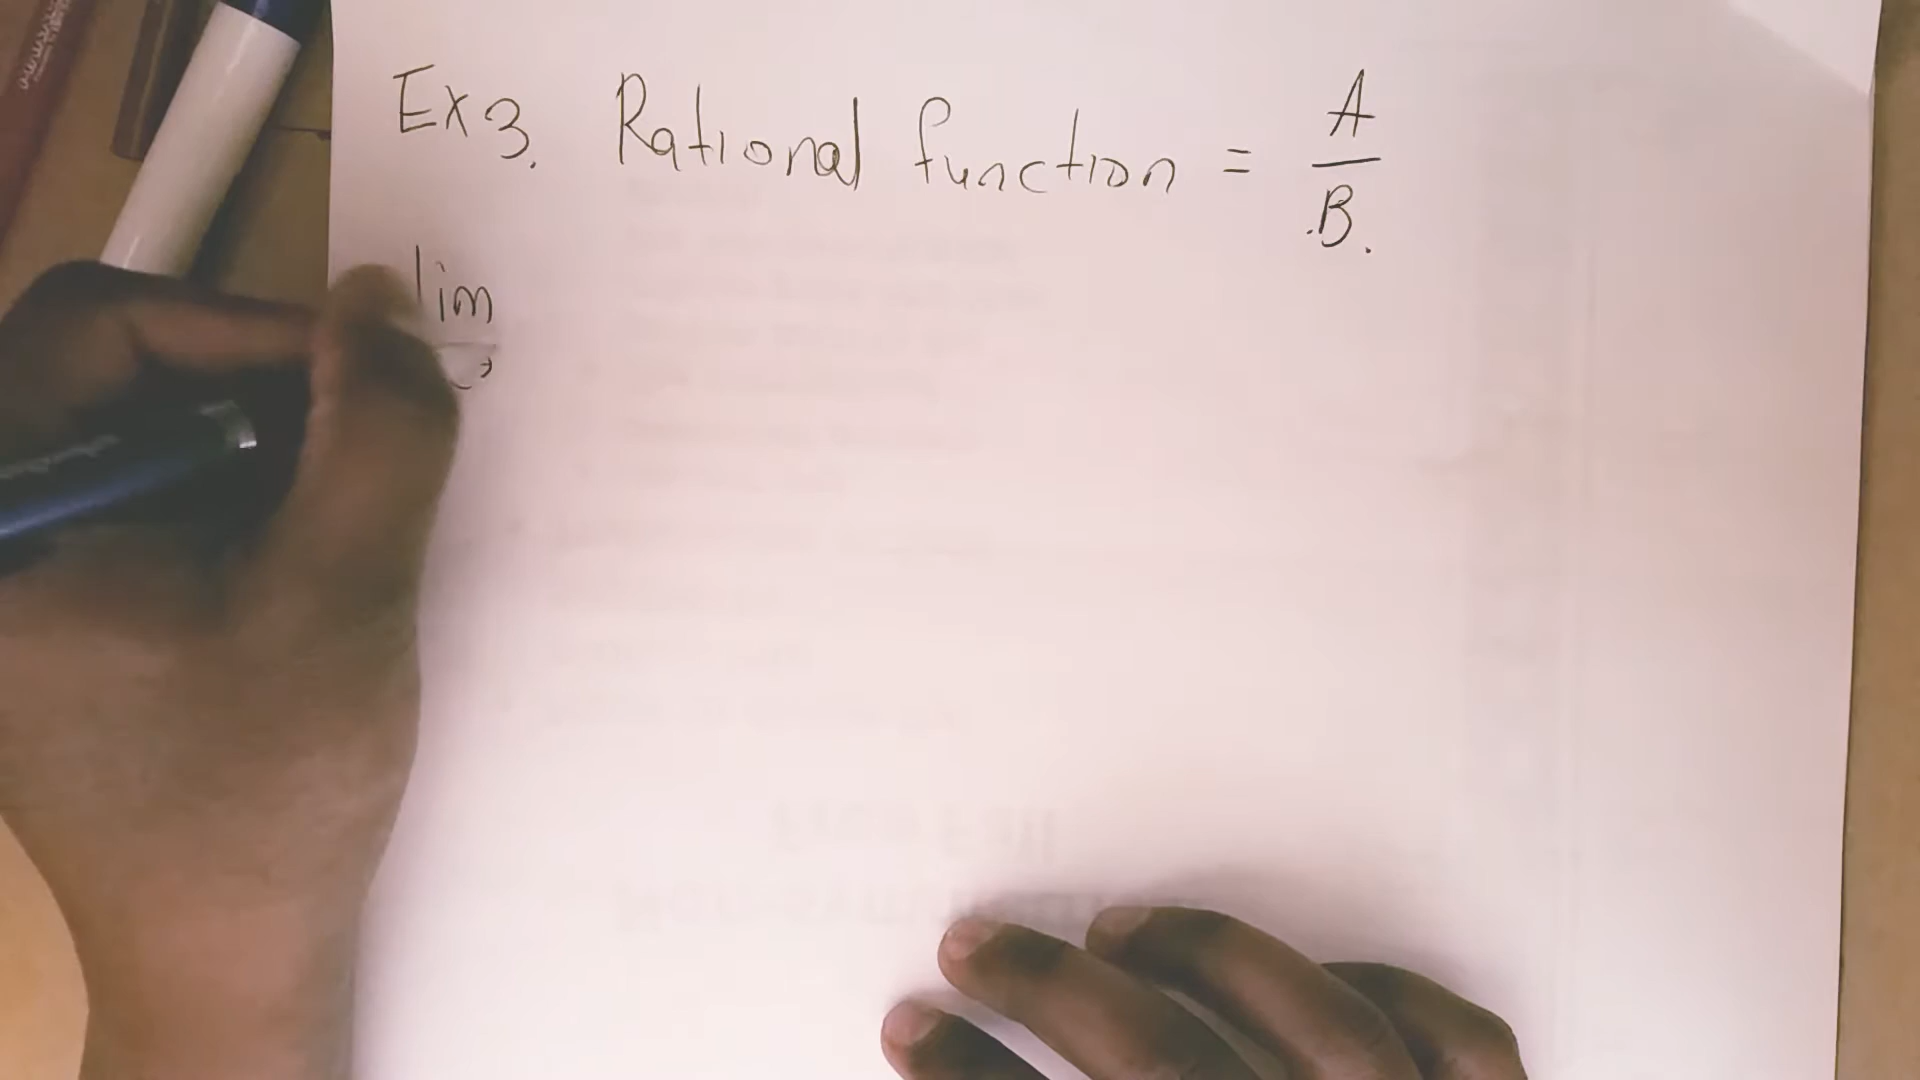 Ex 3. Rational function = A
B.
lim